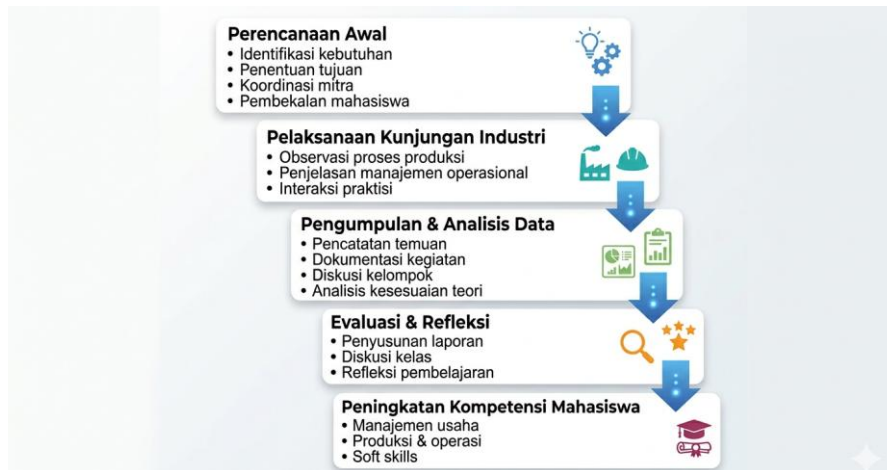 Perencanaan Awal
• Identifikasi kebutuhan
• Penentuan tujuan
• Koordinasi mitra
• Pembekalan mahasiswa
Pelaksanaan Kunjungan Industri
• Observasi proses produksi
• Penjelasan manajemen operasional
• Interaksi praktisi
Pengumpulan & Analisis Data
• Pencatatan temuan
• Dokumentasi kegiatan
• Diskusi kelompok
• Analisis kesesuaian teori
Evaluasi & Refleksi
• Penyusunan laporan
• Diskusi kelas
• Refleksi pembelajaran
Peningkatan Kompetensi Mahasiswa
• Manajemen usaha
• Produksi & operasi
• Soft skills